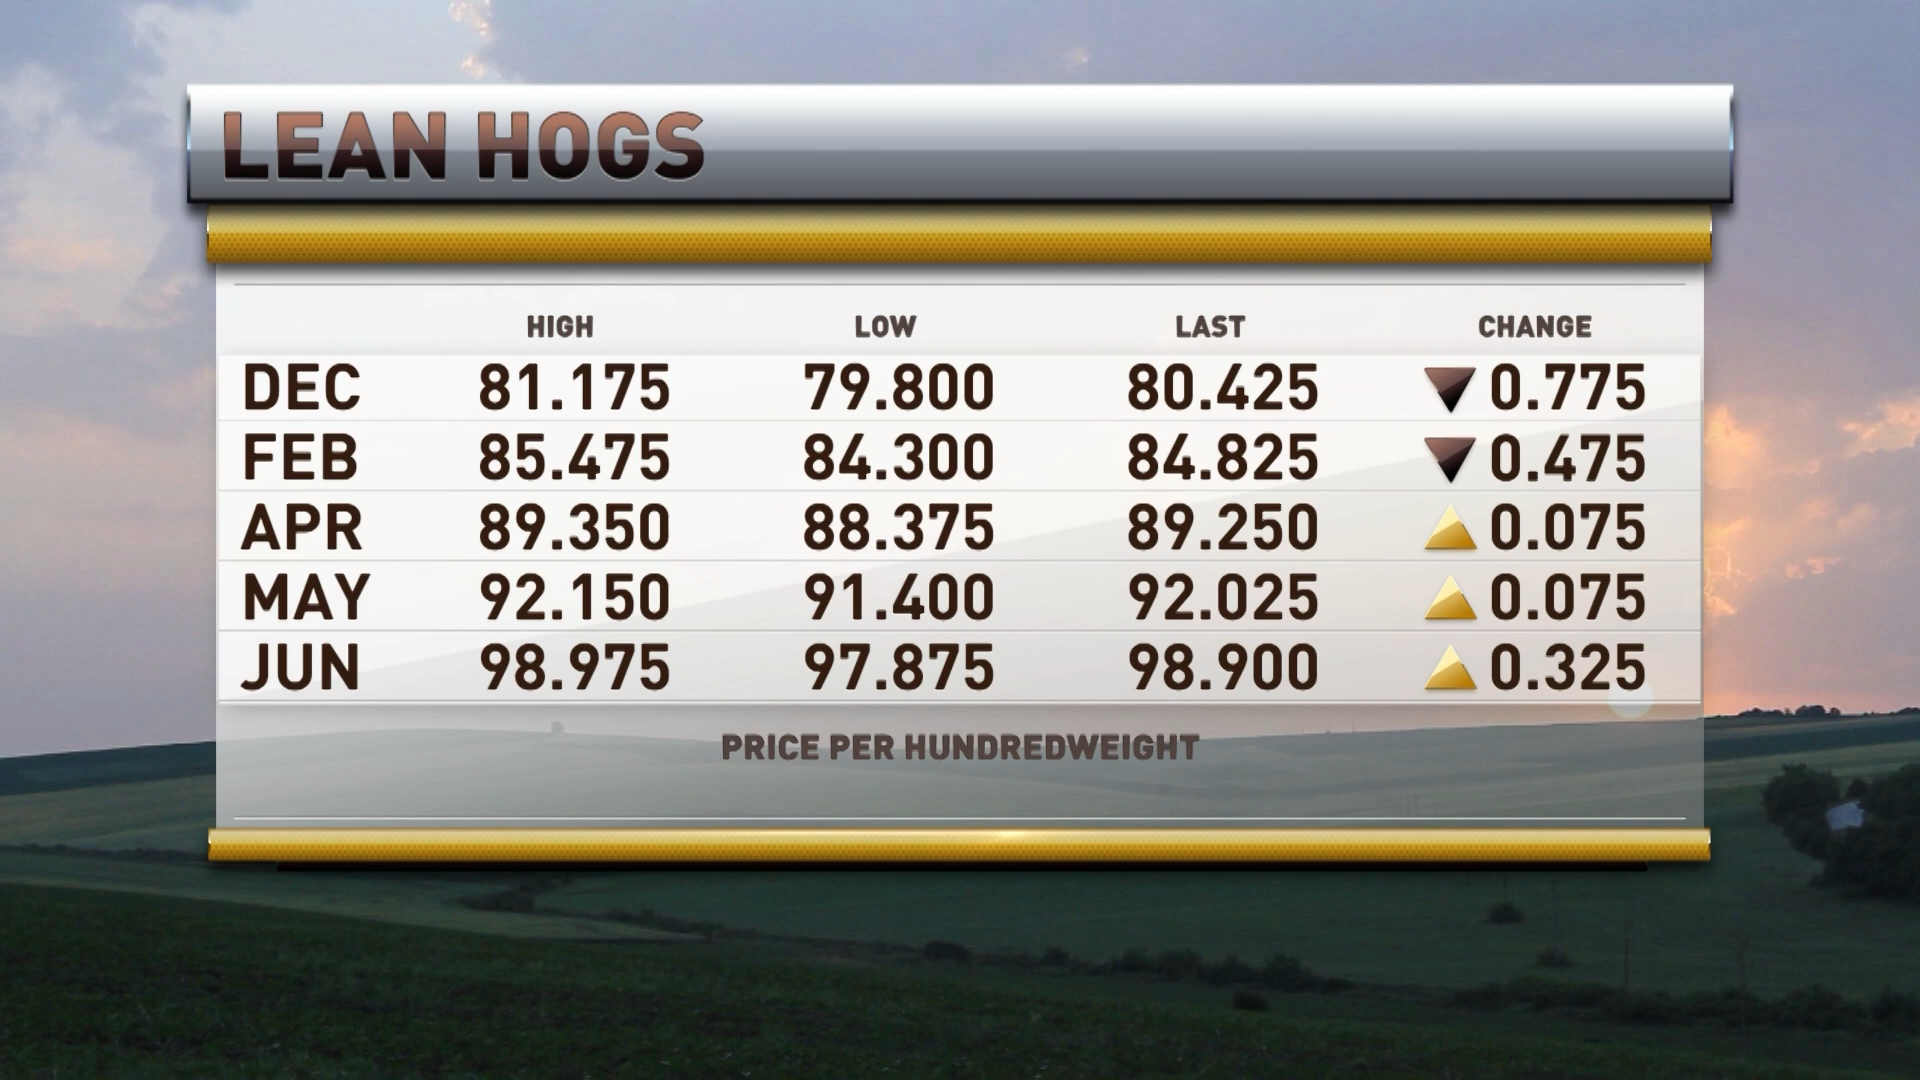 LEAN HOGS
HIGH LOW LAST CHANGE
DEC 81.175 79.800 80.425 ▼ 0.775
FEB 85.475 84.300 84.825 ▼ 0.475
APR 89.350 88.375 89.250 ▲ 0.075
MAY 92.150 91.400 92.025 ▲ 0.075
JUN 98.975 97.875 98.900 ▲ 0.325
PRICE PER HUNDREDWEIGHT